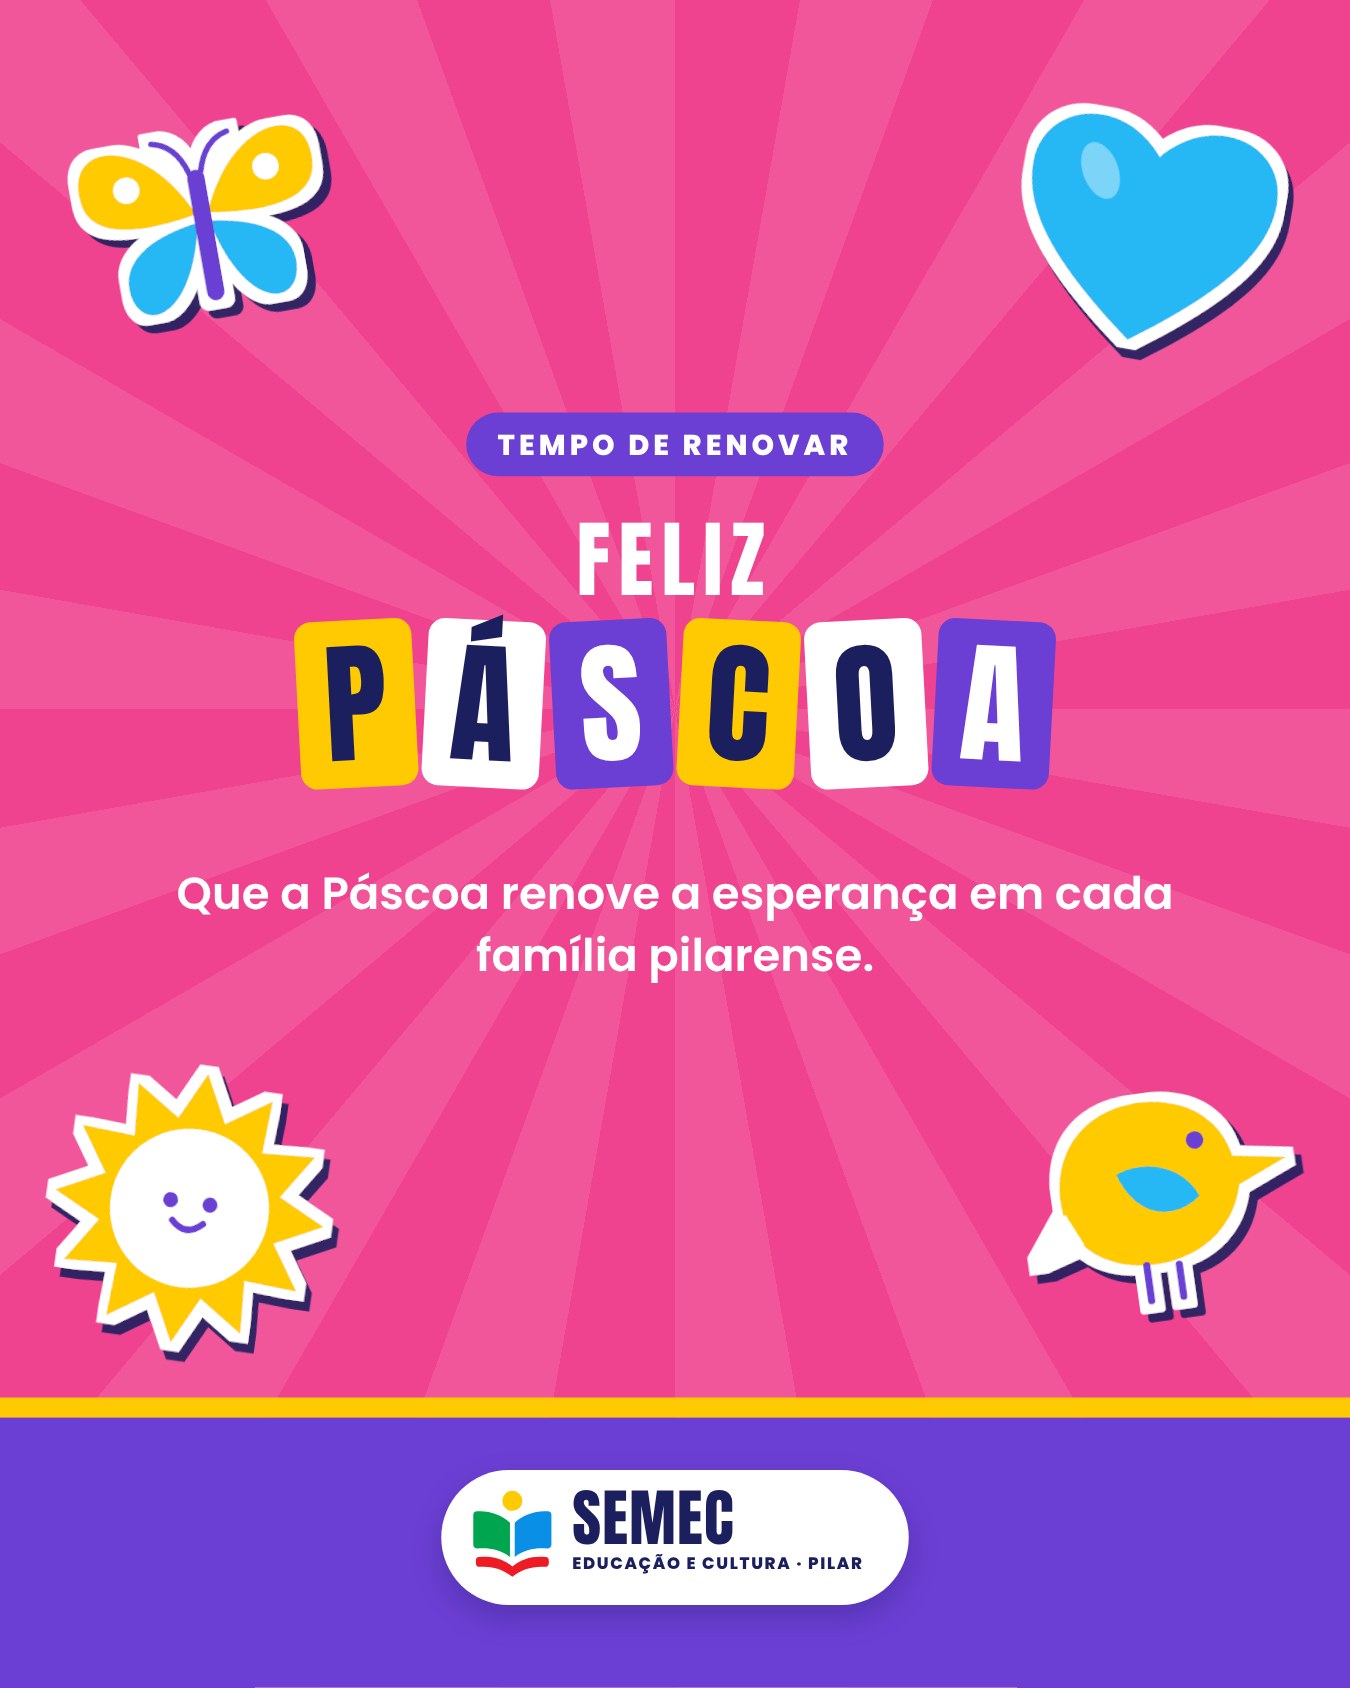 TEMPO DE RENOVAR
FELIZ
PÁSCOA
Que a Páscoa renove a esperança em cada
família pilarense.
SEMEC
EDUCAÇÃO E CULTURA · PILAR